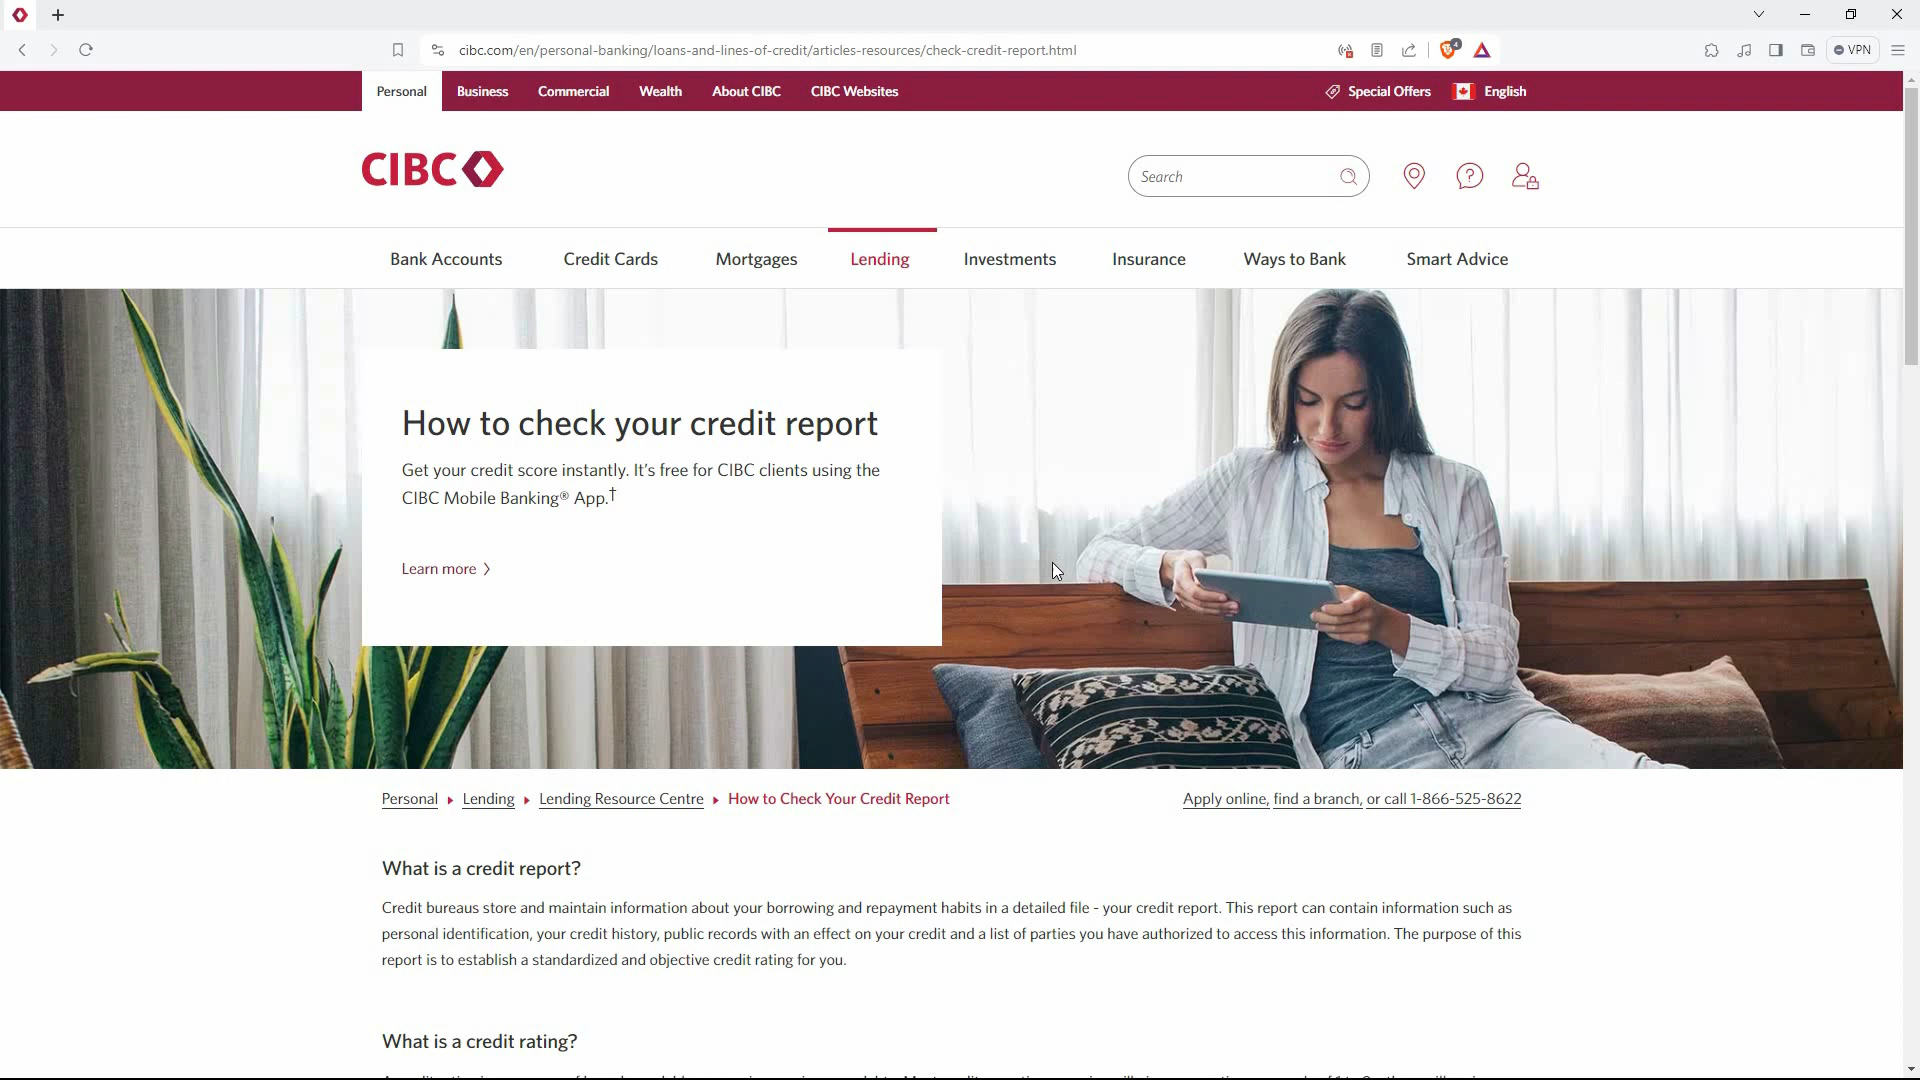 cibc.com/en/personal-banking/loans-and-lines-of-credit/articles-resources/check-credit-report.html
4
VPN
Personal
Business
Commercial
Wealth
About CIBC
CIBC Websites
Special Offers
English
CIBC
Search
Bank Accounts
Credit Cards
Mortgages
Lending
Investments
Insurance
Ways to Bank
Smart Advice
How to check your credit report
Get your credit score instantly. It's free for CIBC clients using the
CIBC Mobile Banking® App.†
Learn more
Personal
Lending
Lending Resource Centre
How to Check Your Credit Report
Apply online, find a branch, or call 1-866-525-8622
What is a credit report?
Credit bureaus store and maintain information about your borrowing and repayment habits in a detailed file - your credit report. This report can contain information such as
personal identification, your credit history, public records with an effect on your credit and a list of parties you have authorized to access this information. The purpose of this
report is to establish a standardized and objective credit rating for you.
What is a credit rating?